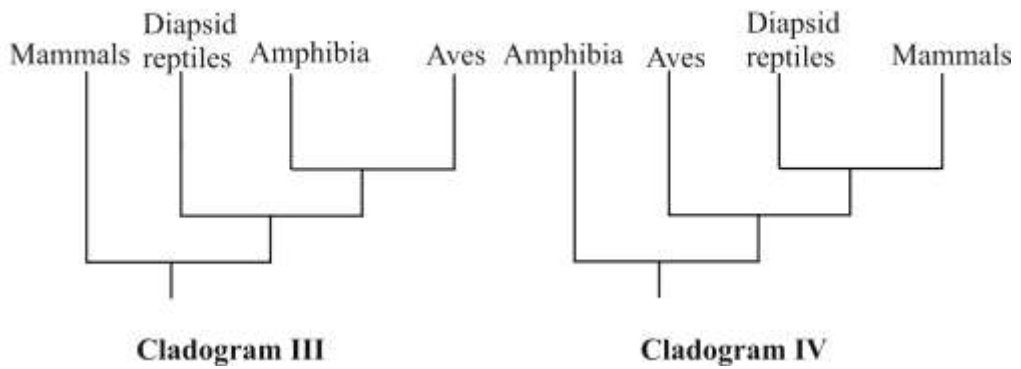 Mammals
Diapsid
reptiles
Amphibia
Aves
Cladogram III
Amphibia
Aves
Diapsid
reptiles
Mammals
Cladogram IV